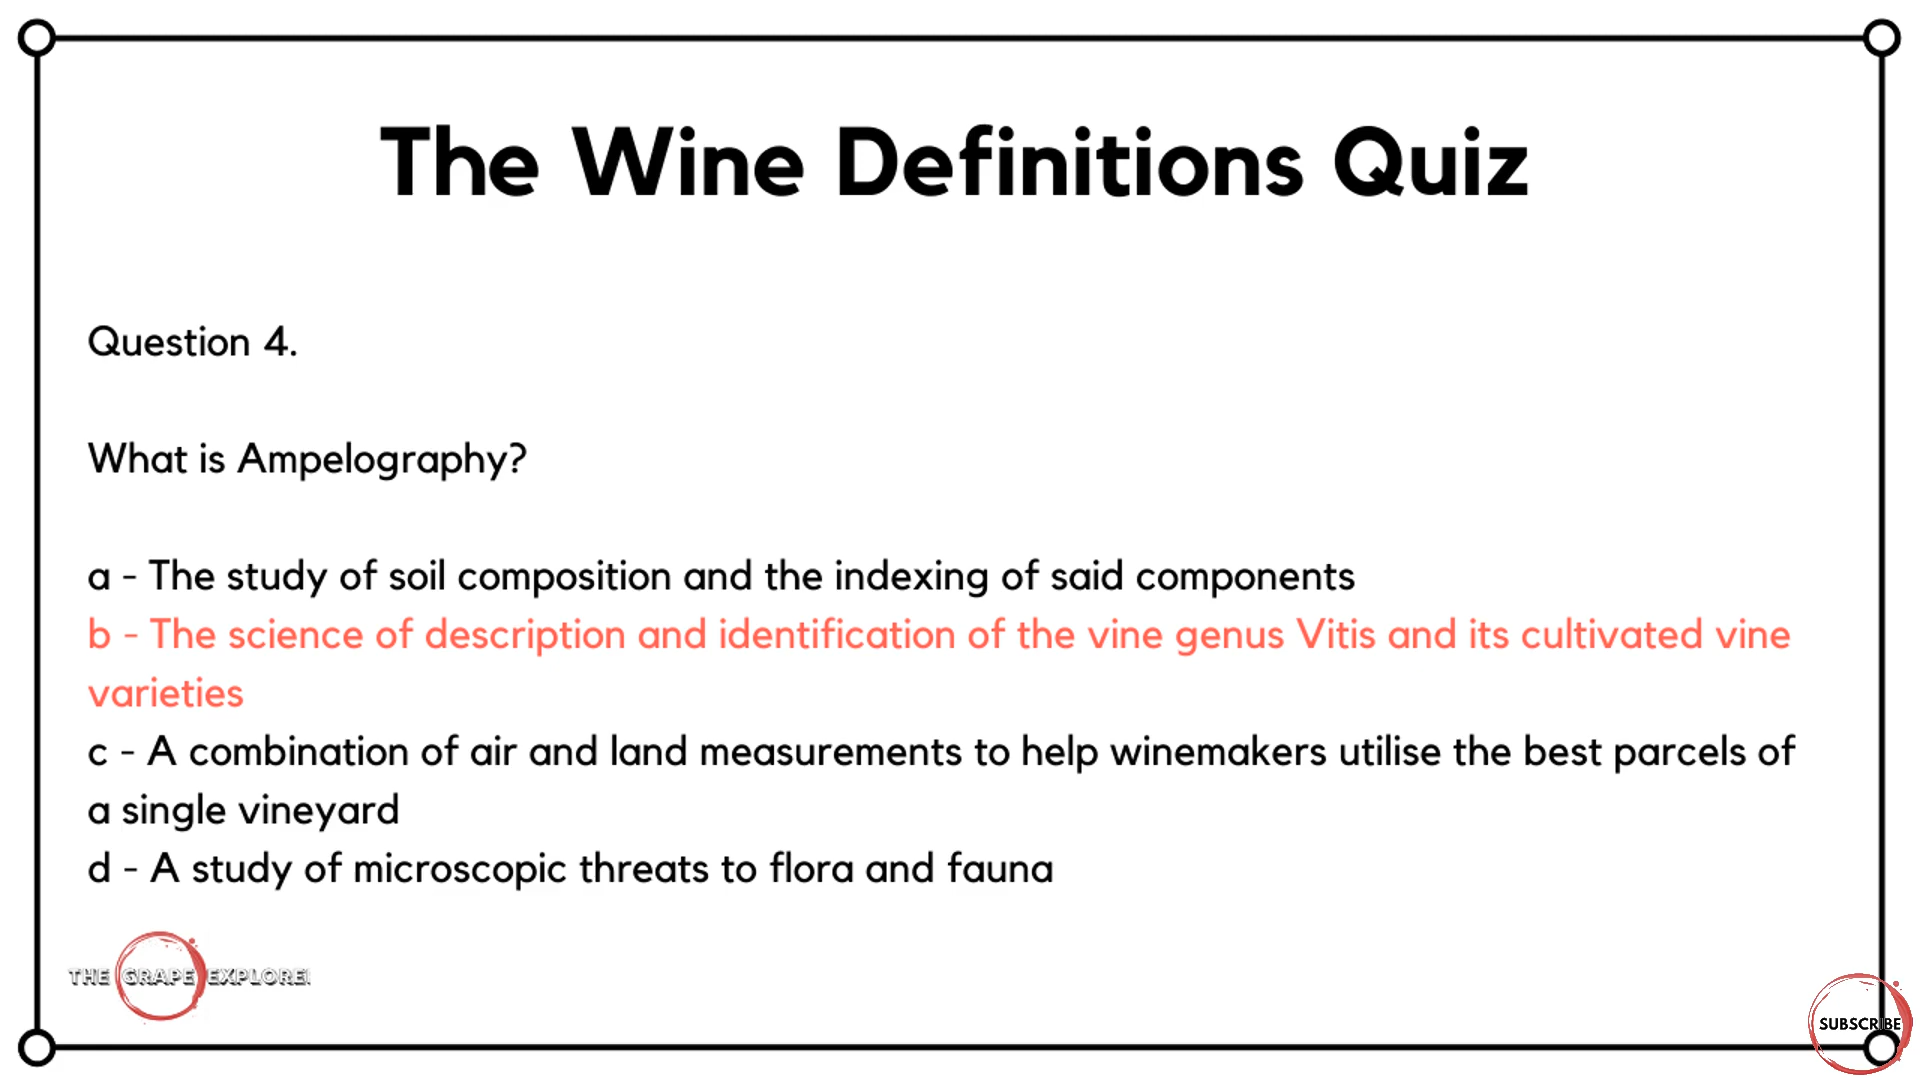 The Wine Definitions Quiz
Question 4.
What is Ampelography?
a - The study of soil composition and the indexing of said components
b - The science of description and identification of the vine genus Vitis and its cultivated vine
varieties
c - A combination of air and land measurements to help winemakers utilise the best parcels of
a single vineyard
d - A study of microscopic threats to flora and fauna
THE GRAPE EXPLORE
SUBSCRIBE